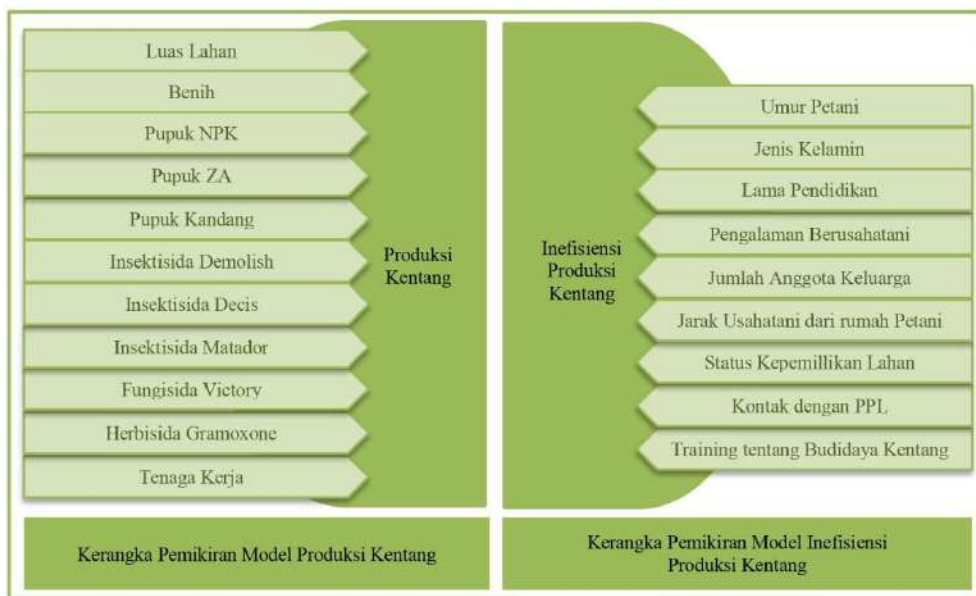 Luas Lahan
Benih
Pupuk NPK
Pupuk ZA
Pupuk Kandang
Insektisida Demolish
Insektisida Decis
Insektisida Matador
Fungisida Victory
Herbisida Gramoxone
Tenaga Kerja
Produksi
Kentang
Kerangka Pemikiran Model Produksi Kentang
Inefisiensi
Produksi
Kentang
Umur Petani
Jenis Kelamin
Lama Pendidikan
Pengalaman Berusahatani
Jumlah Anggota Keluarga
Jarak Usahatani dari rumah Petani
Status Kepemillikan Lahan
Kontak dengan PPL
Training tentang Budidaya Kentang
Kerangka Pemikiran Model Inefisiensi
Produksi Kentang